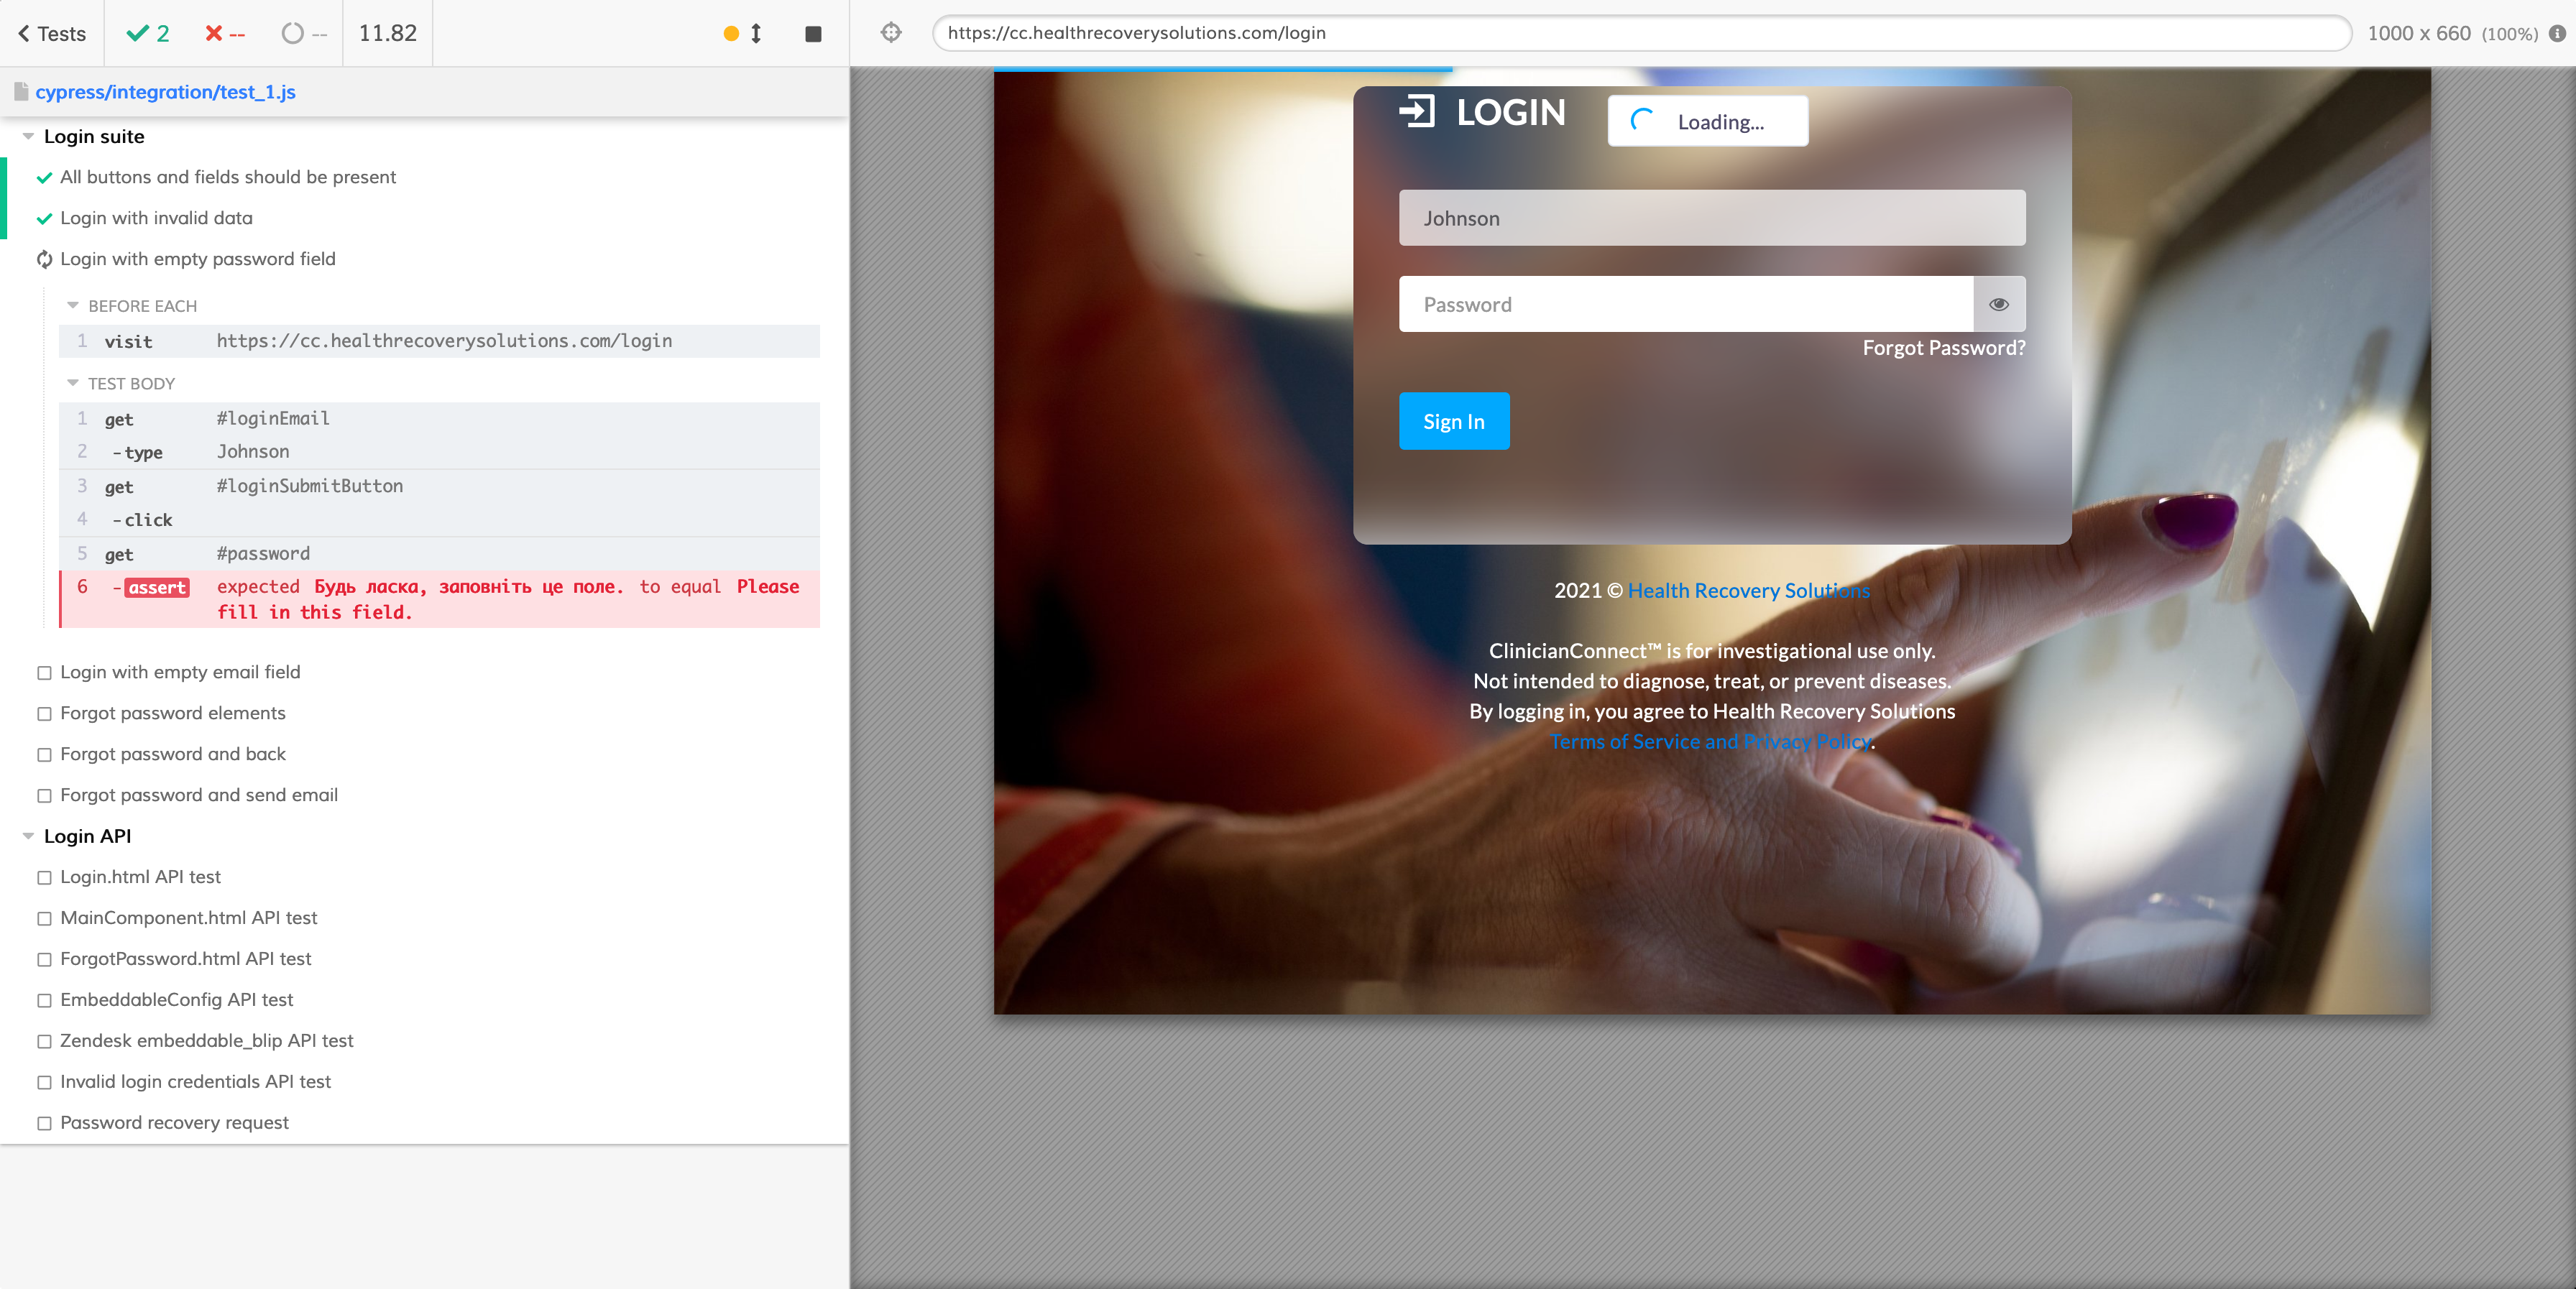 Tests
2
--
--
11.82
https://cc.healthrecoverysolutions.com/login
1000 x 660 (100%)
cypress/integration/test_1.js
Login suite
All buttons and fields should be present
Login with invalid data
Login with empty password field
BEFORE EACH
1 visit https://cc.healthrecoverysolutions.com/login
TEST BODY
1 get #loginEmail
2 -type Johnson
3 get #loginSubmitButton
4 -click
5 get #password
6 -assert expected Будь ласка, заповніть це поле. to equal Please
fill in this field.
Login with empty email field
Forgot password elements
Forgot password and back
Forgot password and send email
Login API
Login.html API test
MainComponent.html API test
ForgotPassword.html API test
EmbeddableConfig API test
Zendesk embeddable_blip API test
Invalid login credentials API test
Password recovery request
LOGIN
Loading...
Johnson
Password
Forgot Password?
Sign In
2021 © Health Recovery Solutions
ClinicianConnect™ is for investigational use only.
Not intended to diagnose, treat, or prevent diseases.
By logging in, you agree to Health Recovery Solutions
Terms of Service and Privacy Policy.